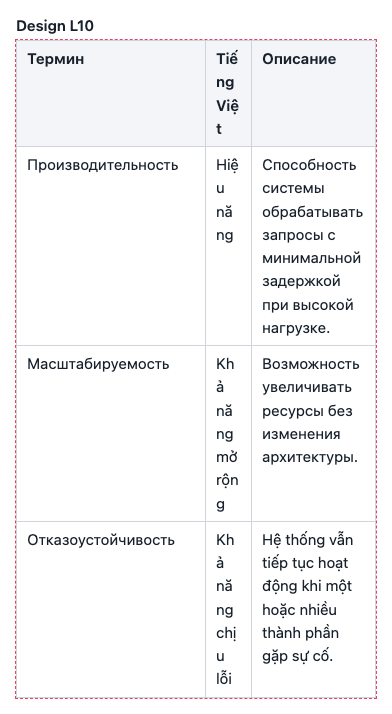 Design L10
Термин
Tiế
ng
Việ
t
Описание
Производительность
Hiệ
u
nă
ng
Способность
системы
обрабатывать
запросы с
минимальной
задержкой
при высокой
нагрузке.
Масштабируемость
Kh
ả
nă
ng
mở
rộn
g
Возможность
увеличивать
ресурсы без
изменения
архитектуры.
Отказоустойчивость
Kh
ả
nă
ng
chị
u
lỗi
Hệ thống vẫn
tiếp tục hoạt
động khi một
hoặc nhiều
thành phần
gặp sự cố.